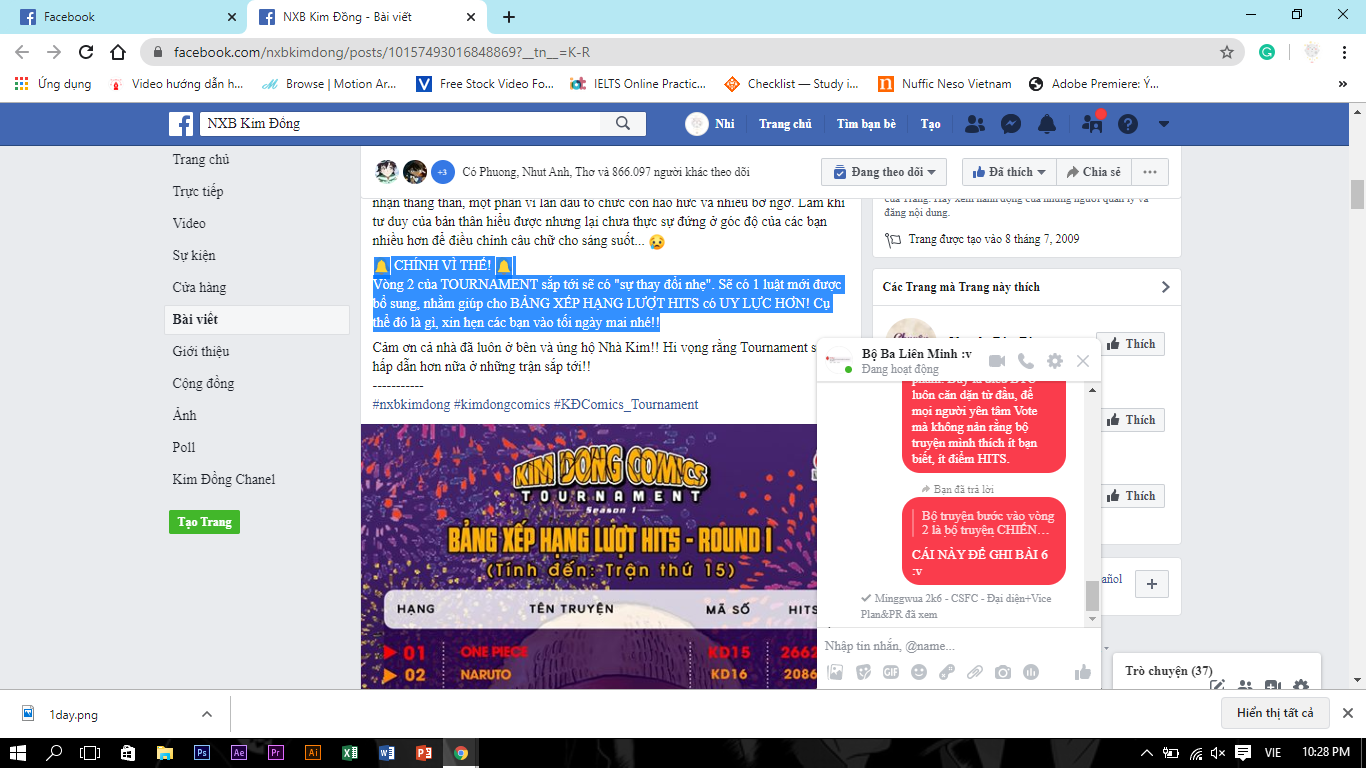 Facebook
NXB Kim Đồng - Bài viết
facebook.com/nxbkimdong/posts/10157493016848869?__tn__=K-R
Ứng dụng
Video hướng dẫn h...
Browse | Motion Ar...
Free Stock Video Fo...
IELTS Online Practic...
Checklist — Study i...
Nuffic Neso Vietnam
Adobe Premiere: Ý...
»
NXB Kim Đồng
Nhi
Trang chủ
Tìm bạn bè
Tạo
Trang chủ
Trực tiếp
Video
Sự kiện
Cửa hàng
Bài viết
Giới thiệu
Cộng đồng
Ảnh
Poll
Kim Đồng Chanel
Tạo Trang
+3
Có Phuong, Nhut Anh, Thơ và 866.097 người khác theo dõi
Đang theo dõi
Đã thích
Chia sẻ
nhận thẳng thắn, một phần vì lần đầu tổ chức còn háo hức và nhiều bỡ ngỡ. Lắm khi
tư duy của bản thân hiểu được nhưng lại chưa thực sự đứng ở góc độ của các bạn
nhiều hơn để điều chỉnh câu chữ cho sáng suốt... 😥
🔔 CHÍNH VÌ THẾ! 🔔
Vòng 2 của TOURNAMENT sắp tới sẽ có "sự thay đổi nhẹ". Sẽ có 1 luật mới được
bổ sung, nhằm giúp cho BẢNG XẾP HẠNG LƯỢT HITS có UY LỰC HƠN! Cụ
thể đó là gì, xin hẹn các bạn vào tối ngày mai nhé!!
Cảm ơn cả nhà đã luôn ở bên và ủng hộ Nhà Kim!! Hi vọng rằng Tournament s
hấp dẫn hơn nữa ở những trận sắp tới!!
-----------
#nxbkimdong #kimdongcomics #KĐComics_Tournament
KIM DONG COMICS
TOURNAMENT
Season 1
BẢNG XẾP HẠNG LƯỢT HITS - ROUND 1
(Tính đến: Trận thứ 15)
HẠNG
TÊN TRUYỆN
MÃ SỐ
HITS
01
ONE PIECE
KD15
2662
02
NARUTO
KD16
2086
của Trang. Hãy xem hành động của những người quản lý và
đăng nội dung.
Trang được tạo vào 8 tháng 7, 2009
Các Trang mà Trang này thích
Thích
Thích
Thích
pañol
Bộ Ba Liên Minh :v
Đang hoạt động
luôn căn dặn từ đầu, để
mọi người yên tâm Vote
mà không nản rằng bộ
truyện mình thích ít bạn
biết, ít điểm HITS.
Bạn đã trả lời
Bộ truyện bước vào vòng
2 là bộ truyện CHIẾN…
CÁI NÀY ĐỂ GHI BÀI 6
:v
Minggwua 2k6 - CSFC - Đại diện+Vice
Plan&PR đã xem
Nhập tin nhắn, @name...
GIF
Trò chuyện (37)
1day.png
Hiển thị tất cả
Ps
Ae
Pr
Ai
VIE
10:28 PM